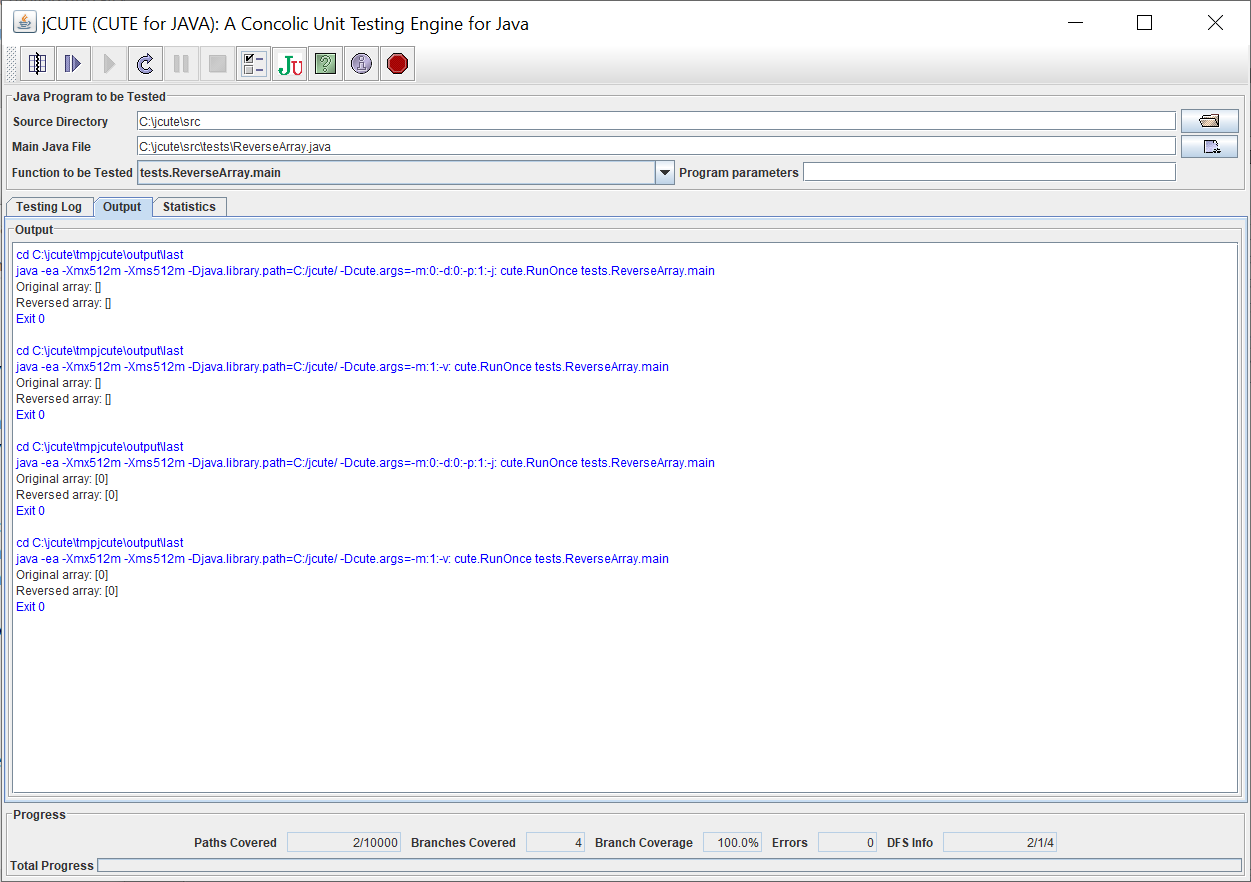 jCUTE (CUTE for JAVA): A Concolic Unit Testing Engine for Java
Ju
Java Program to be Tested
Source Directory C:\jcute\src
Main Java File C:\jcute\src\tests\ReverseArray.java
Function to be Tested tests.ReverseArray.main Program parameters
Testing Log Output Statistics
Output
cd C:\jcute\tmpjcute\output\last
java -ea -Xmx512m -Xms512m -Djava.library.path=C:/jcute/ -Dcute.args=-m:0:-d:0:-p:1:-j: cute.RunOnce tests.ReverseArray.main
Original array: []
Reversed array: []
Exit 0
cd C:\jcute\tmpjcute\output\last
java -ea -Xmx512m -Xms512m -Djava.library.path=C:/jcute/ -Dcute.args=-m:1:-v: cute.RunOnce tests.ReverseArray.main
Original array: []
Reversed array: []
Exit 0
cd C:\jcute\tmpjcute\output\last
java -ea -Xmx512m -Xms512m -Djava.library.path=C:/jcute/ -Dcute.args=-m:0:-d:0:-p:1:-j: cute.RunOnce tests.ReverseArray.main
Original array: [0]
Reversed array: [0]
Exit 0
cd C:\jcute\tmpjcute\output\last
java -ea -Xmx512m -Xms512m -Djava.library.path=C:/jcute/ -Dcute.args=-m:1:-v: cute.RunOnce tests.ReverseArray.main
Original array: [0]
Reversed array: [0]
Exit 0
Progress
Paths Covered 2/10000 Branches Covered 4 Branch Coverage 100.0% Errors 0 DFS Info 2/1/4
Total Progress